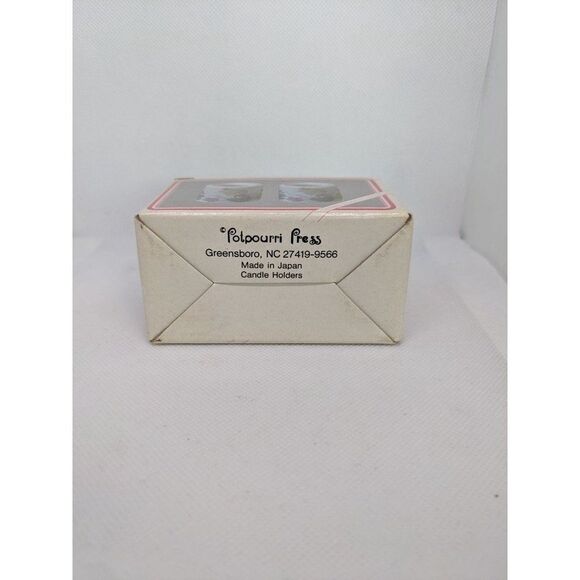 ©Potpourri Press
Greensboro, NC 27419-9566
Made in Japan
Candle Holders